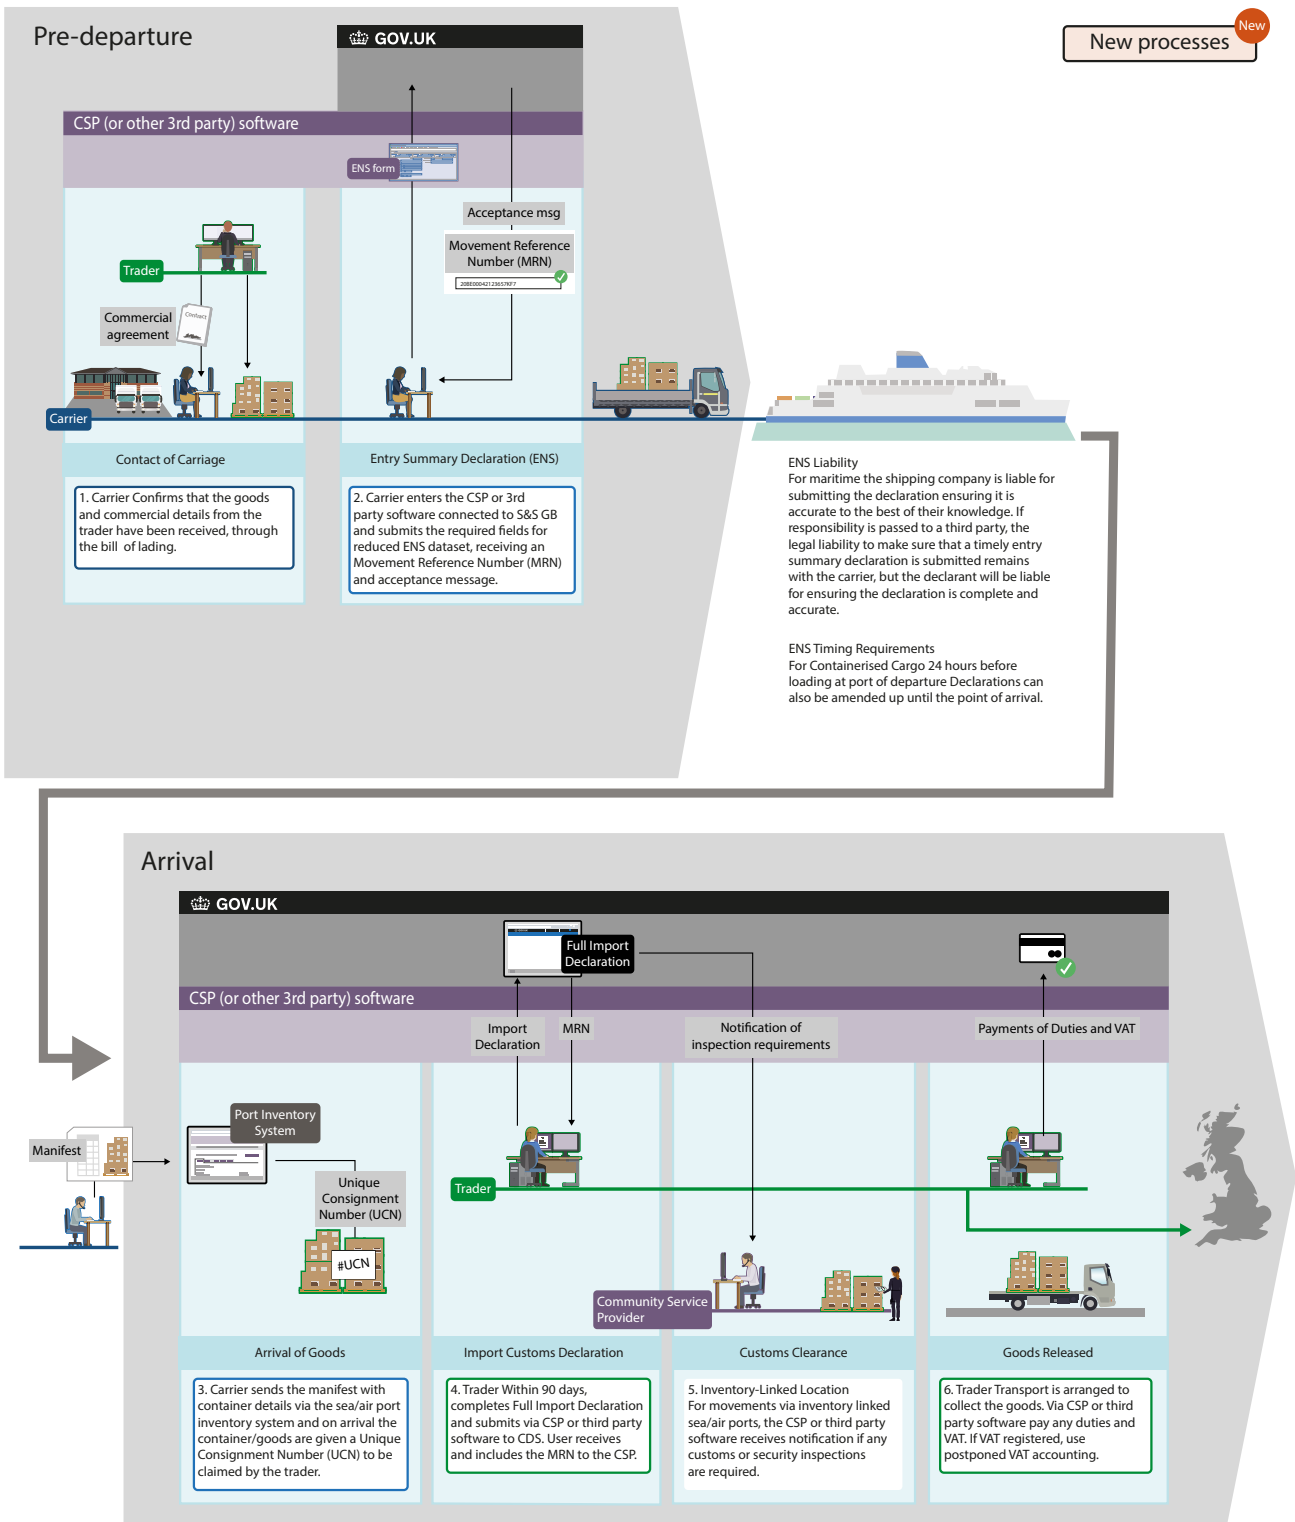 Pre-departure
GOV.UK
New
New processes
CSP (or other 3rd party) software
ENS form
Acceptance msg
Movement Reference
Number (MRN)
20BE00042123657KF7
Trader
Commercial
agreement
Contact
Carrier
Contact of Carriage
Entry Summary Declaration (ENS)
1. Carrier Confirms that the goods
and commercial details from the
trader have been received, through
the bill of lading.
2. Carrier enters the CSP or 3rd
party software connected to S&S GB
and submits the required fields for
reduced ENS dataset, receiving an
Movement Reference Number (MRN)
and acceptance message.
ENS Liability
For maritime the shipping company is liable for
submitting the declaration ensuring it is
accurate to the best of their knowledge. If
responsibility is passed to a third party, the
legal liability to make sure that a timely entry
summary declaration is submitted remains
with the carrier, but the declarant will be liable
for ensuring the declaration is complete and
accurate.
ENS Timing Requirements
For Containerised Cargo 24 hours before
loading at port of departure Declarations can
also be amended up until the point of arrival.
Arrival
GOV.UK
Full Import
Declaration
CSP (or other 3rd party) software
Import
Declaration
MRN
Notification of
inspection requirements
Payments of Duties and VAT
Manifest
Port Inventory
System
Unique
Consignment
Number (UCN)
#UCN
Trader
Community Service
Provider
Arrival of Goods
Import Customs Declaration
Customs Clearance
Goods Released
3. Carrier sends the manifest with
container details via the sea/air port
inventory system and on arrival the
container/goods are given a Unique
Consignment Number (UCN) to be
claimed by the trader.
4. Trader Within 90 days,
completes Full Import Declaration
and submits via CSP or third party
software to CDS. User receives
and includes the MRN to the CSP.
5. Inventory-Linked Location
For movements via inventory linked
sea/air ports, the CSP or third party
software receives notification if any
customs or security inspections
are required.
6. Trader Transport is arranged to
collect the goods. Via CSP or third
party software pay any duties and
VAT. If VAT registered, use
postponed VAT accounting.